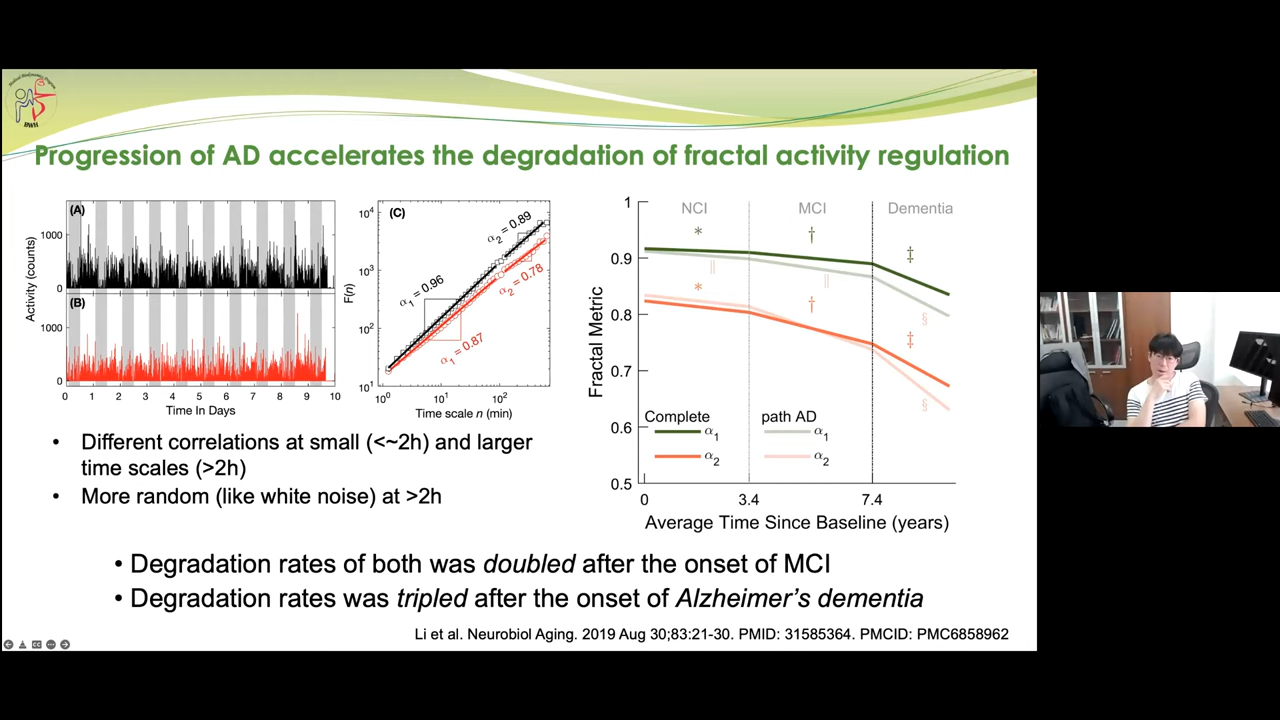 BWH
Progression of AD accelerates the degradation of fractal activity regulation
(A)
1000
0
(B)
1000
0
Activity (counts)
0 1 2 3 4 5 6 7 8 9 10
Time In Days
(C)
10⁴
10³
10²
10¹
F(n)
α₂ = 0.89
α₁ = 0.96
α₂ = 0.78
α₁ = 0.87
10⁰ 10¹ 10²
Time scale n (min)
1
0.9
0.8
0.7
0.6
0.5
Fractal Metric
NCI MCI Dementia
* † ‡
|| ||
* † ‡
§
§
Complete path AD
α₁ α₁
α₂ α₂
0 3.4 7.4
Average Time Since Baseline (years)
• Different correlations at small (<~2h) and larger
time scales (>2h)
• More random (like white noise) at >2h
• Degradation rates of both was doubled after the onset of MCI
• Degradation rates was tripled after the onset of Alzheimer’s dementia
Li et al. Neurobiol Aging. 2019 Aug 30;83:21-30. PMID: 31585364. PMCID: PMC6858962